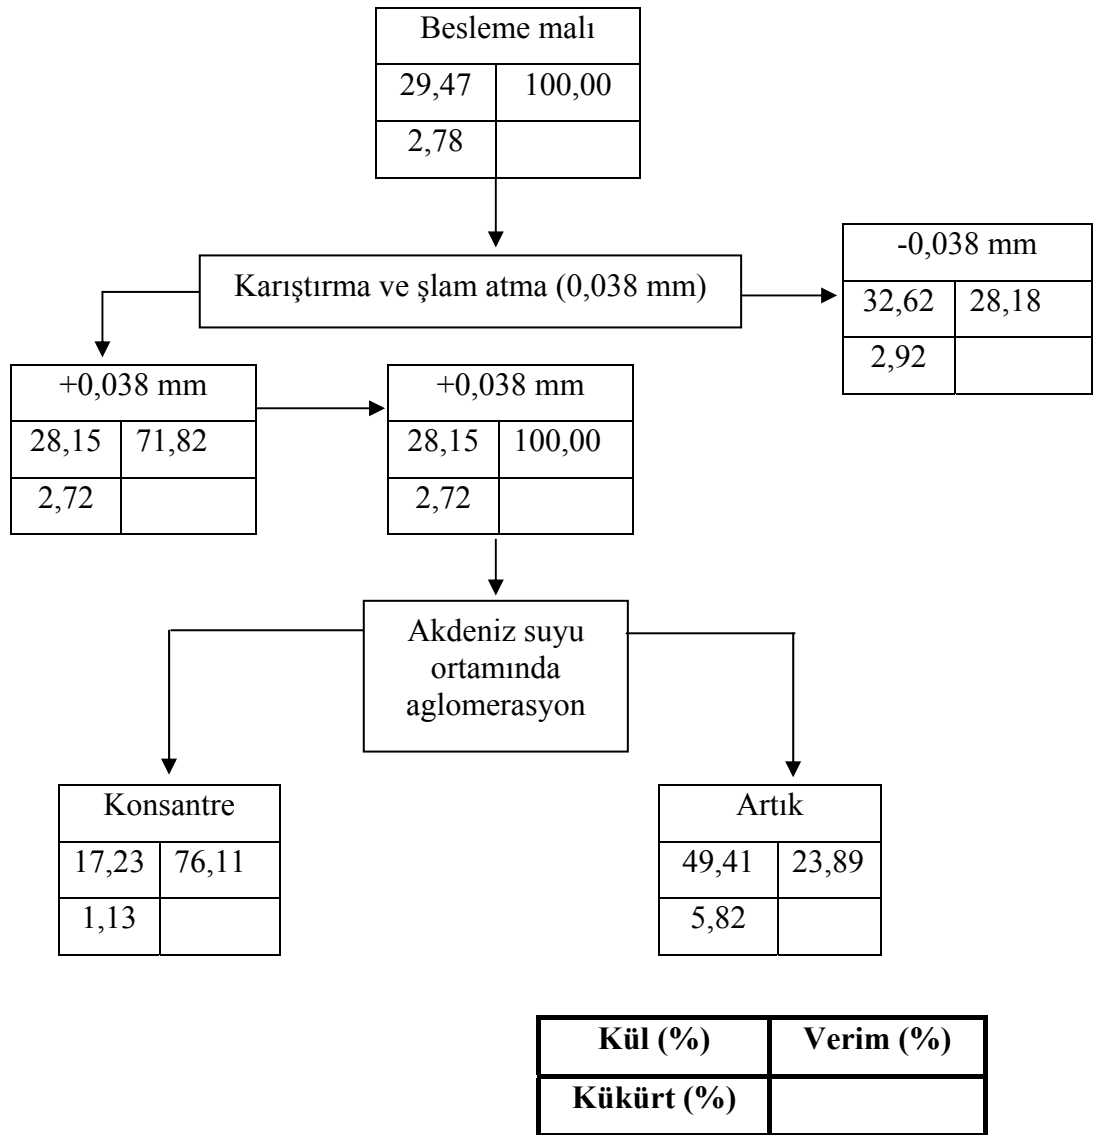 Besleme malı
29,47 100,00
2,78
Karıştırma ve şlam atma (0,038 mm)
-0,038 mm
32,62 28,18
2,92
+0,038 mm
28,15 71,82
2,72
+0,038 mm
28,15 100,00
2,72
Akdeniz suyu
ortamında
aglomerasyon
Konsantre
17,23 76,11
1,13
Artık
49,41 23,89
5,82
Kül (%) Verim (%)
Kükürt (%)